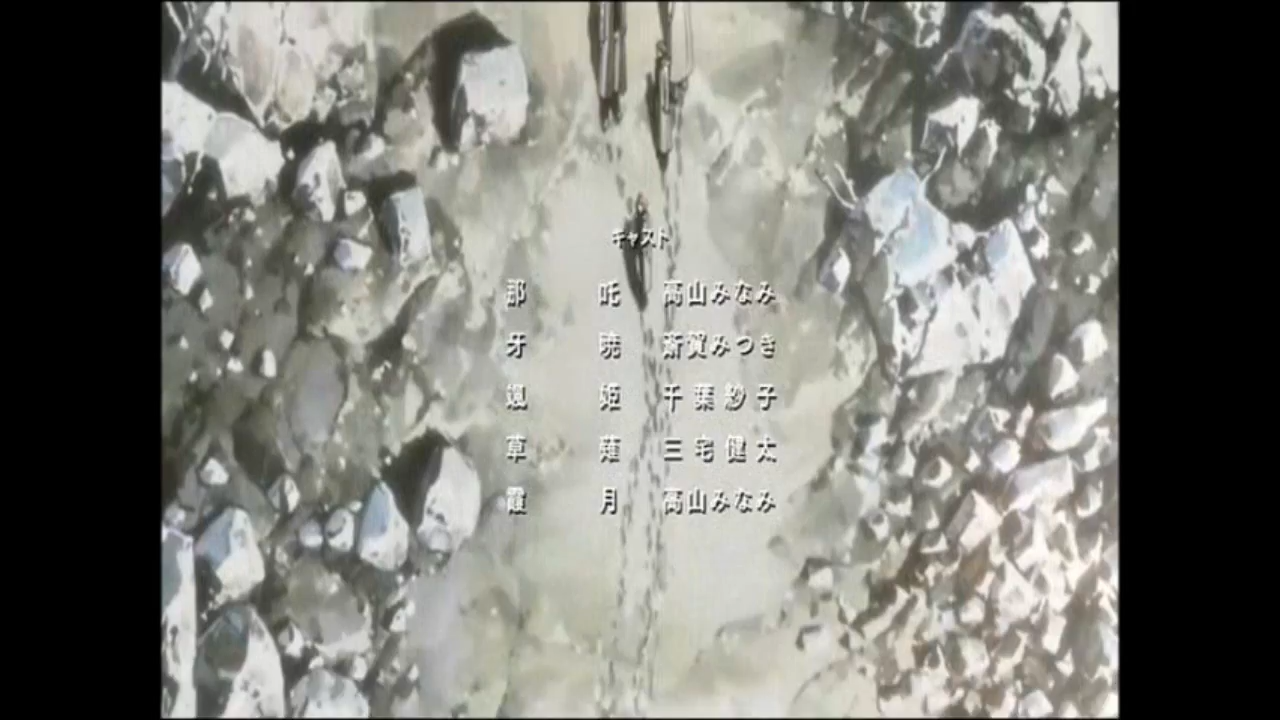 キャスト
那吒 高山みなみ
牙暁 斎賀みつき
颯姫 千葉紗子
草薙 三宅健太
霞月 高山みなみ